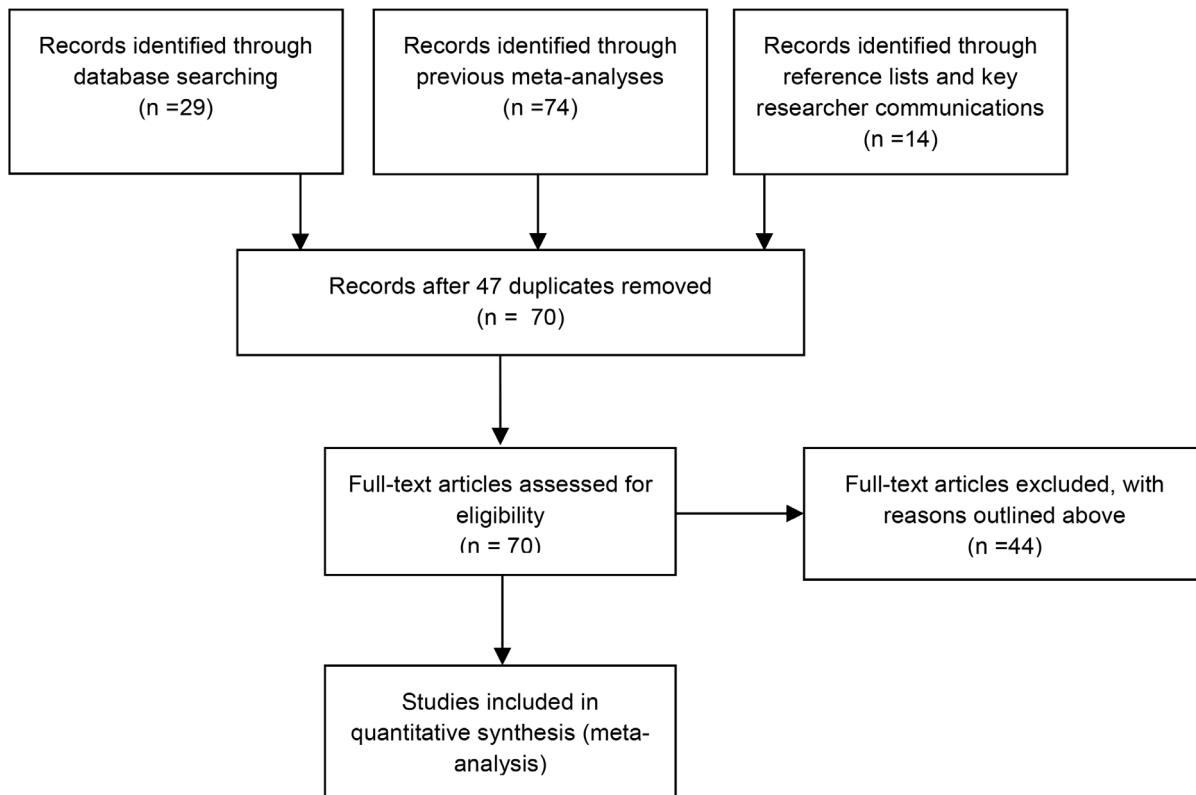 Records identified through
database searching
(n =29)
Records identified through
previous meta-analyses
(n =74)
Records identified through
reference lists and key
researcher communications
(n =14)
Records after 47 duplicates removed
(n = 70)
Full-text articles assessed for
eligibility
(n = 70)
Full-text articles excluded, with
reasons outlined above
(n =44)
Studies included in
quantitative synthesis (meta-
analysis)